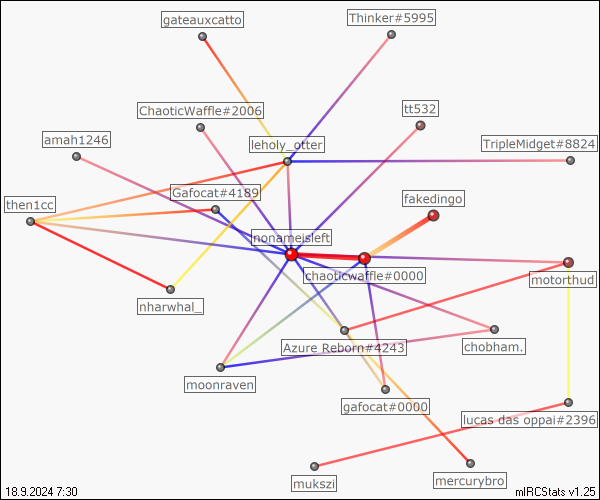 gateauxcatto
Thinker#5995
ChaoticWaffle#2006
tt532
amah1246
leholy_otter
TripleMidget#8824
Gafocat#4189
then1cc
fakedingo
nonameisleft
chaoticwaffle#0000
motorthud
nharwhal_
Azure Reborn#4243
chobham.
moonraven
gafocat#0000
lucas das oppai#2396
mukszi
mercurybro
18.9.2024 7:30
mIRCStats v1.25